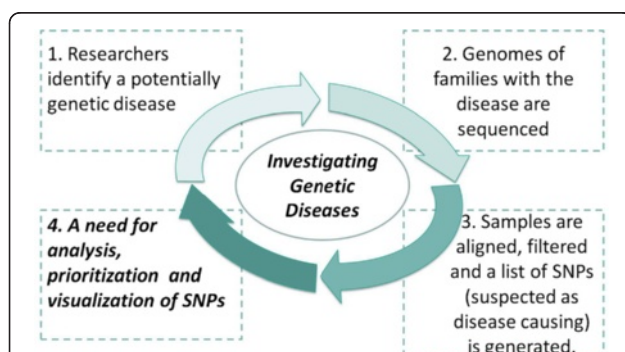 1. Researchers
identify a potentially
genetic disease
2. Genomes of
families with the
disease are
sequenced
Investigating
Genetic
Diseases
4. A need for
analysis,
prioritization and
visualization of SNPs
3. Samples are
aligned, filtered
and a list of SNPs
(suspected as
disease causing)
is generated.